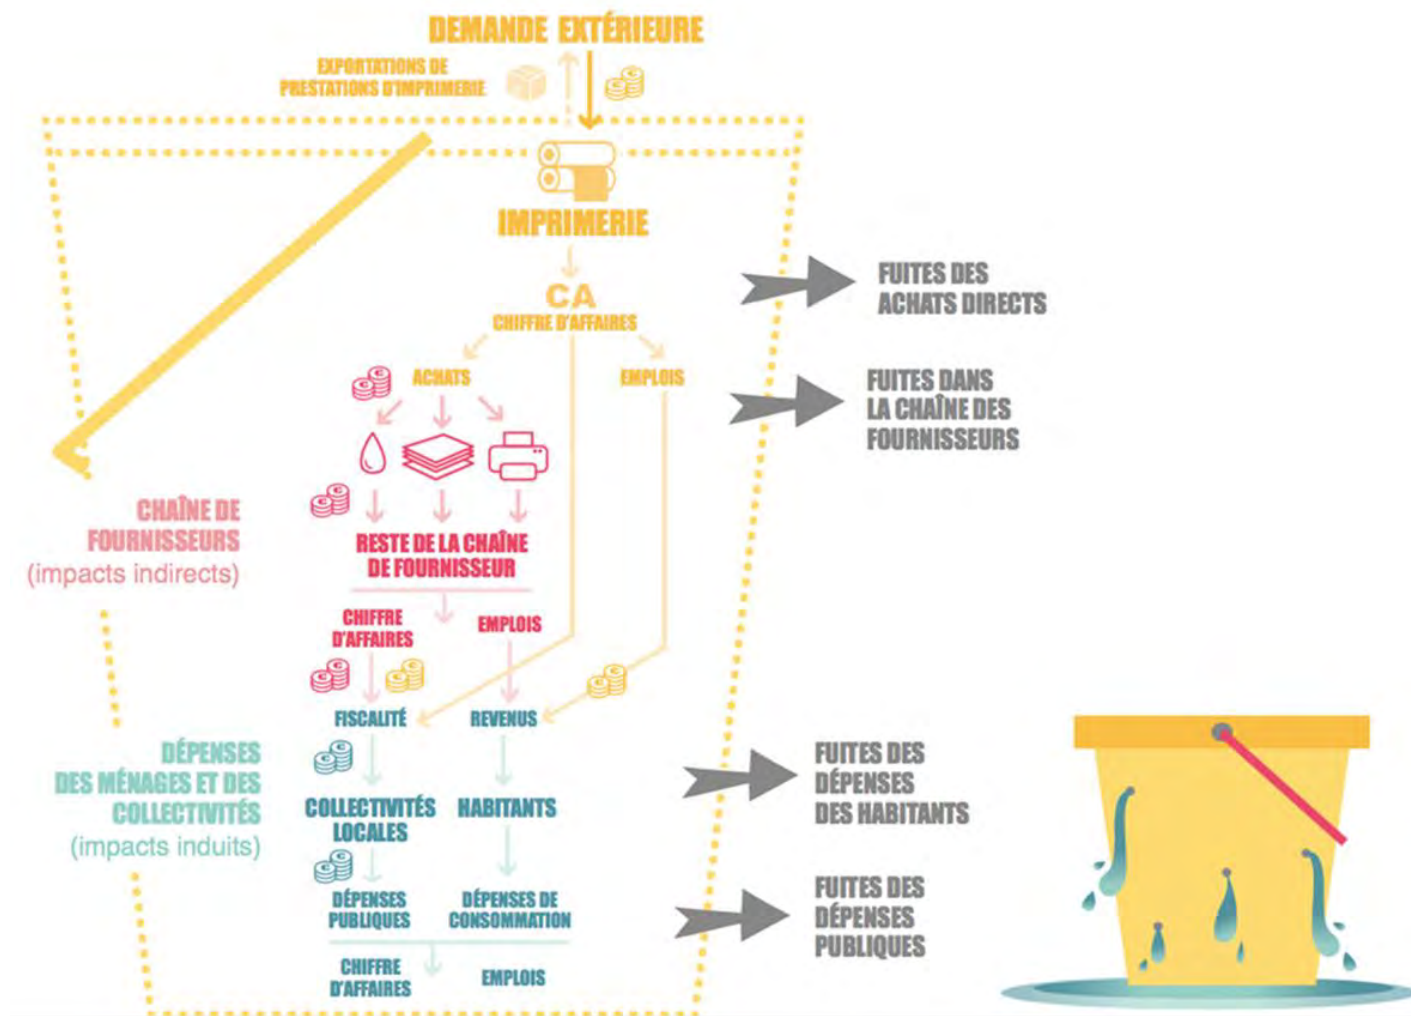 DEMANDE EXTÉRIEURE
EXPORTATIONS DE
PRESTATIONS D'IMPRIMERIE
IMPRIMERIE
CA
CHIFFRE D'AFFAIRES
ACHATS
EMPLOIS
FUITES DES
ACHATS DIRECTS
FUITES DANS
LA CHAÎNE DES
FOURNISSEURS
CHAÎNE DE
FOURNISSEURS
(impacts indirects)
RESTE DE LA CHAÎNE
DE FOURNISSEUR
CHIFFRE
D'AFFAIRES
EMPLOIS
FISCALITÉ
REVENUS
DÉPENSES
DES MÉNAGES ET DES
COLLECTIVITÉS
(impacts induits)
COLLECTIVITÉS
LOCALES
HABITANTS
FUITES DES
DÉPENSES
DES HABITANTS
DÉPENSES
PUBLIQUES
DÉPENSES DE
CONSOMMATION
FUITES DES
DÉPENSES
PUBLIQUES
CHIFFRE
D'AFFAIRES
EMPLOIS